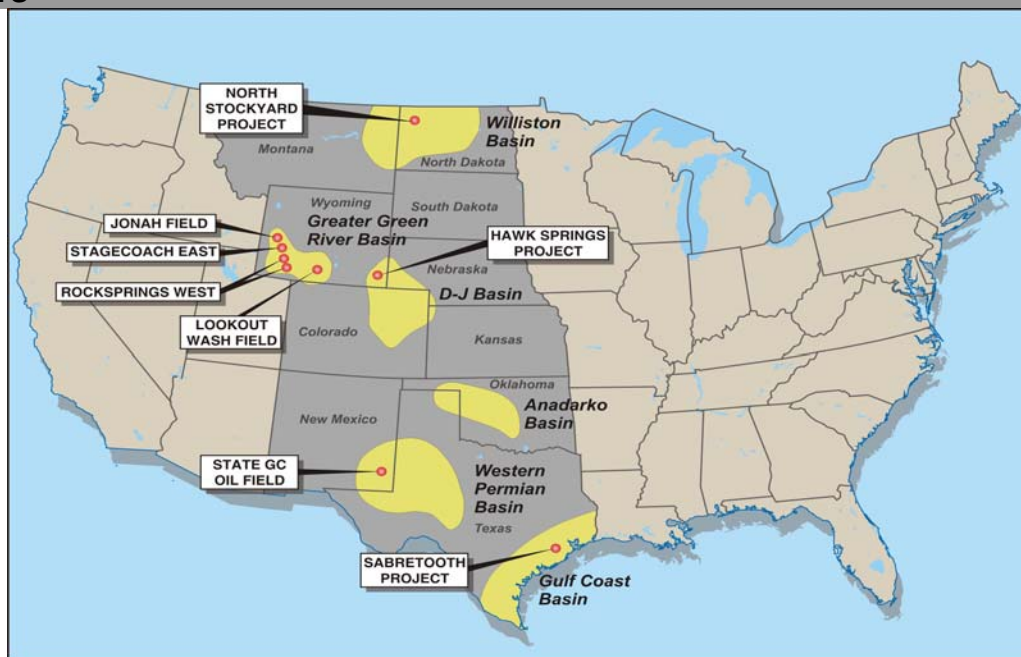 NORTH
STOCKYARD
PROJECT
Williston
Basin
Montana
North Dakota
Wyoming
South Dakota
JONAH FIELD
Greater Green
River Basin
STAGECOACH EAST
HAWK SPRINGS
PROJECT
Nebraska
ROCKSPRINGS WEST
D-J Basin
LOOKOUT
WASH FIELD
Colorado
Kansas
Oklahoma
Anadarko
Basin
New Mexico
STATE GC
OIL FIELD
Western
Permian
Basin
Texas
SABRETOOTH
PROJECT
Gulf Coast
Basin